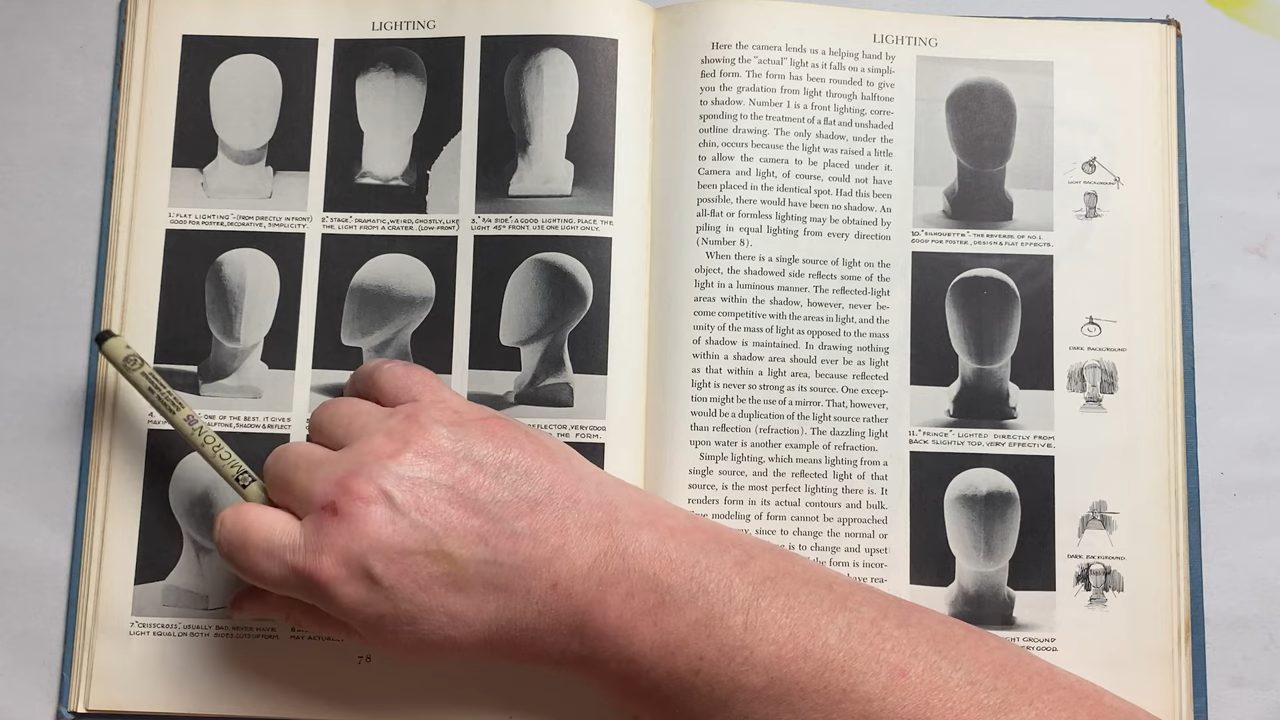 LIGHTING
1. "FLAT LIGHTING" - (FROM DIRECTLY IN FRONT)
GOOD FOR POSTER, DECORATIVE, SIMPLICITY.
2. "STAGE." DRAMATIC, WEIRD, GHOSTLY, LIKE
THE LIGHT FROM A CRATER. (LOW-FRONT)
3. "3/4 SIDE." A GOOD LIGHTING. PLACE THE
LIGHT 45° FRONT. USE ONE LIGHT ONLY.
4.
ONE OF THE BEST. IT GIVES
HALFTONE, SHADOW & REFLECT
REFLECTOR, VERY GOOD
THE FORM.
MICRON 05
7. "CRISSCROSS." USUALLY BAD. NEVER HAVE
LIGHT EQUAL ON BOTH SIDES. CUTS UP FORM.
MAY
78
LIGHTING
Here the camera lends us a helping hand by
showing the "actual" light as it falls on a simpli-
fied form. The form has been rounded to give
you the gradation from light through halftone
to shadow. Number 1 is a front lighting, corre-
sponding to the treatment of a flat and unshaded
outline drawing. The only shadow, under the
chin, occurs because the light was raised a little
to allow the camera to be placed under it.
Camera and light, of course, could not have
been placed in the identical spot. Had this been
possible, there would have been no shadow. An
all-flat or formless lighting may be obtained by
piling in equal lighting from every direction
(Number 8).
When there is a single source of light on the
object, the shadowed side reflects some of the
light in a luminous manner. The reflected-light
areas within the shadow, however, never be-
come competitive with the areas in light, and the
unity of the mass of light as opposed to the mass
of shadow is maintained. In drawing nothing
within a shadow area should ever be as light
as that within a light area, because reflected
light is never so strong as its source. One excep-
tion might be the use of a mirror. That, however,
would be a duplication of the light source rather
than reflection (refraction). The dazzling light
upon water is another example of refraction.
Simple lighting, which means lighting from a
single source, and the reflected light of that
source, is the most perfect lighting there is. It
renders form in its actual contours and bulk.
modeling of form cannot be approached
since to change the normal or
is to change and upset
the form is incor-
have rea-
10. "SILHOUETTE" - THE REVERSE OF NO. 1.
GOOD FOR POSTER, DESIGN & FLAT EFFECTS.
LIGHT BACKGROUND
11. "FRINGE" - LIGHTED DIRECTLY FROM
BACK SLIGHTLY TOP. VERY EFFECTIVE.
DARK BACKGROUND
DARK BACKGROUND
GROUND
VERY GOOD.